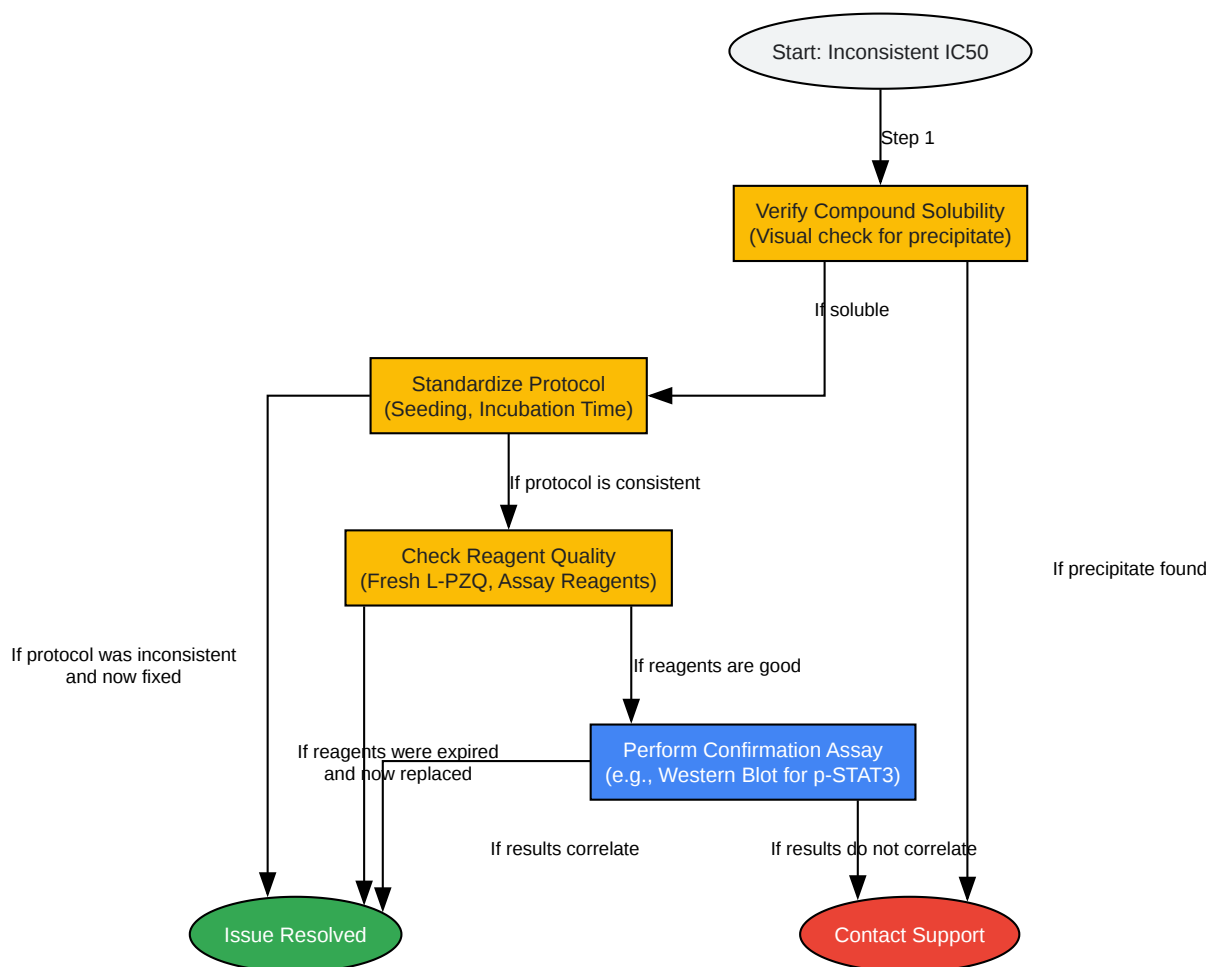 Start: Inconsistent IC50
Step 1
Verify Compound Solubility
(Visual check for precipitate)
If soluble
Standardize Protocol
(Seeding, Incubation Time)
If protocol is consistent
Check Reagent Quality
(Fresh L-PZQ, Assay Reagents)
If precipitate found
If protocol was inconsistent
and now fixed
If reagents are good
If reagents were expired
and now replaced
Perform Confirmation Assay
(e.g., Western Blot for p-STAT3)
If results correlate
If results do not correlate
Issue Resolved
Contact Support